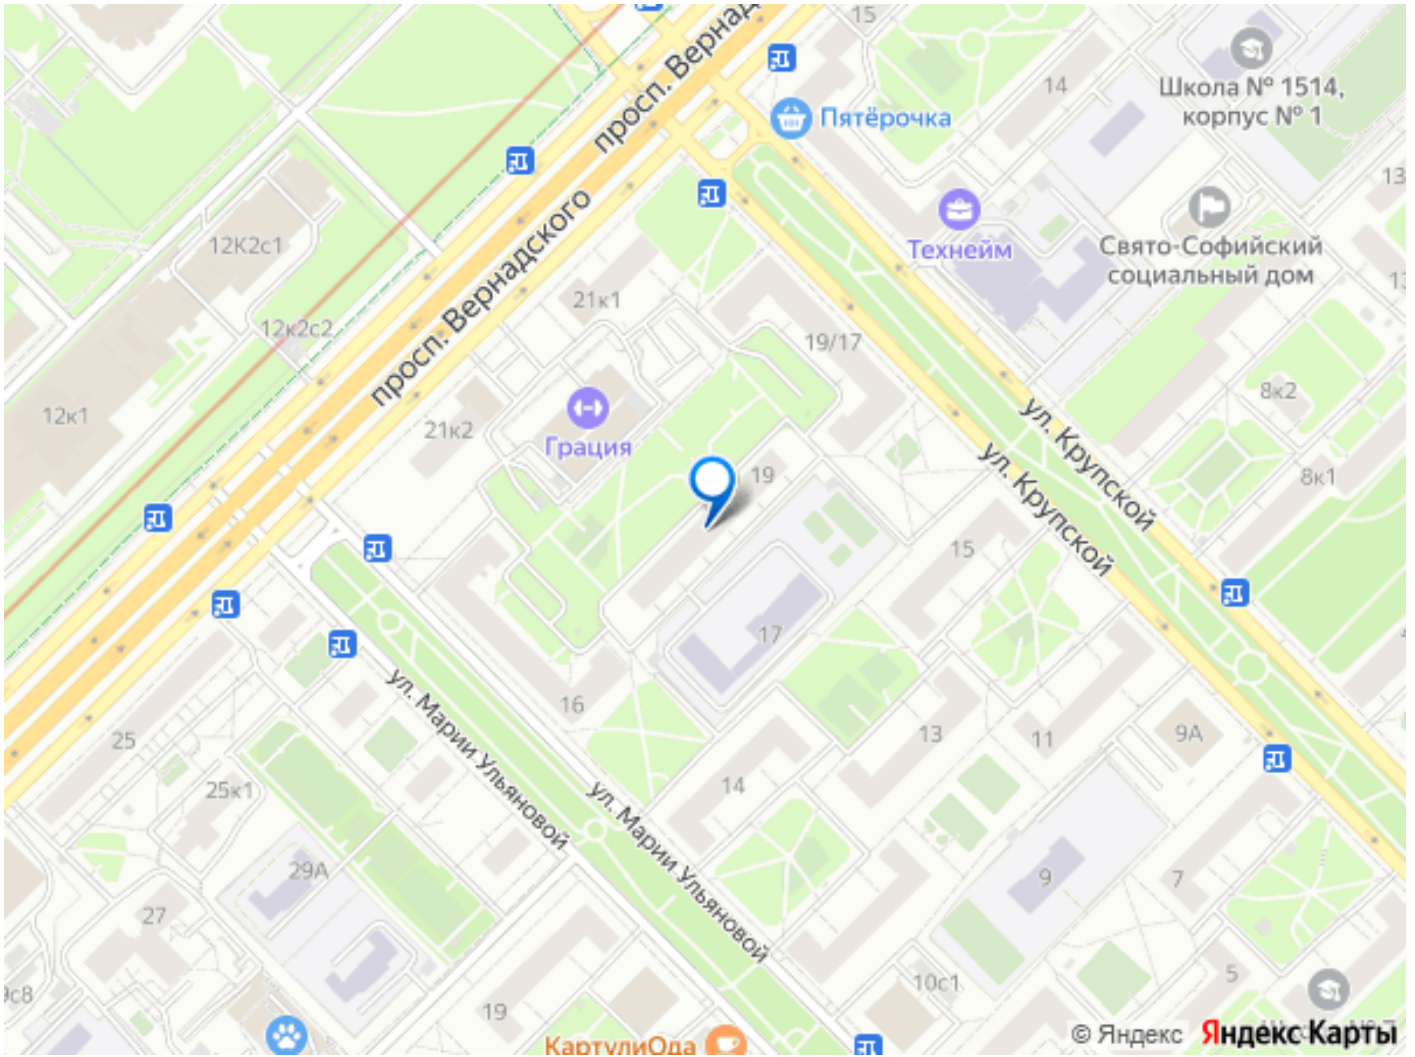 15
просп. Вернад
14
Школа № 1514,
корпус № 1
Пятёрочка
13
12К2с1
просп. Вернадского
Технейм
Свято-Софийский
социальный дом
21к1
12к2с2
19/17
8к2
12к1
21к2
Грация
ул. Крупской
ул. Крупской
19
8к1
15
17
ул. Марии Ульяновой
16
25
13
11
9А
25к1
14
ул. Марии Ульяновой
29А
9
7
27
10с1
5
19
КартулиОда
© Яндекс
Яндекс Карты